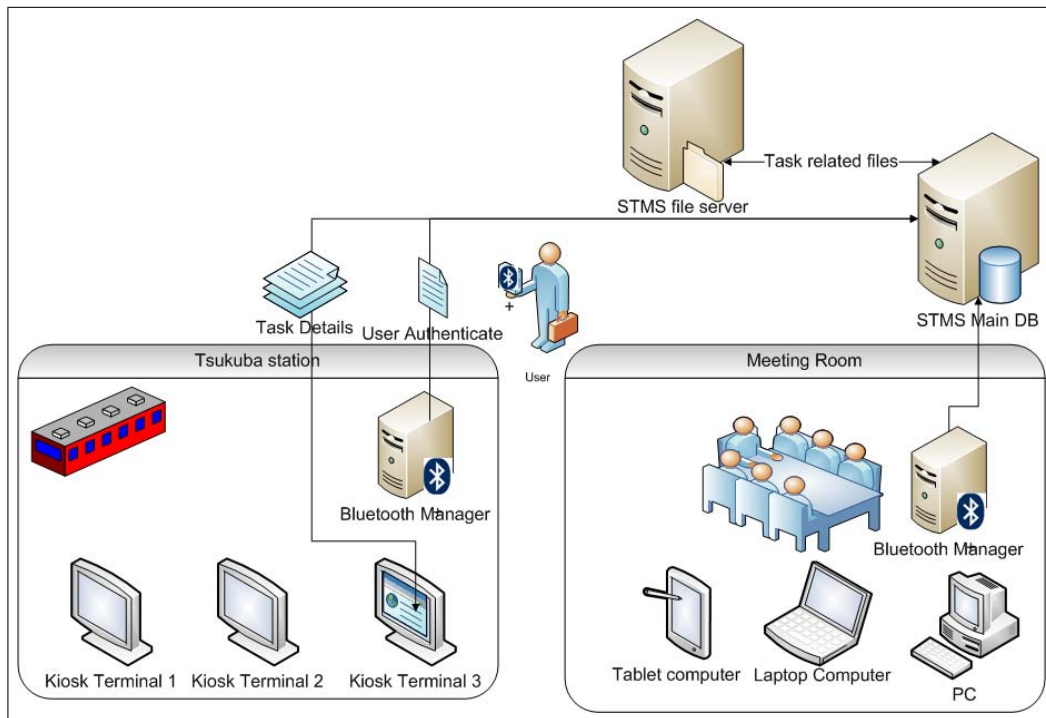 Task related files
STMS file server
Task Details
User Authenticate
+
User
STMS Main DB
Tsukuba station
Meeting Room
Bluetooth Manager
+
Bluetooth Manager
+
Kiosk Terminal 1
Kiosk Terminal 2
Kiosk Terminal 3
Tablet computer
Laptop Computer
PC